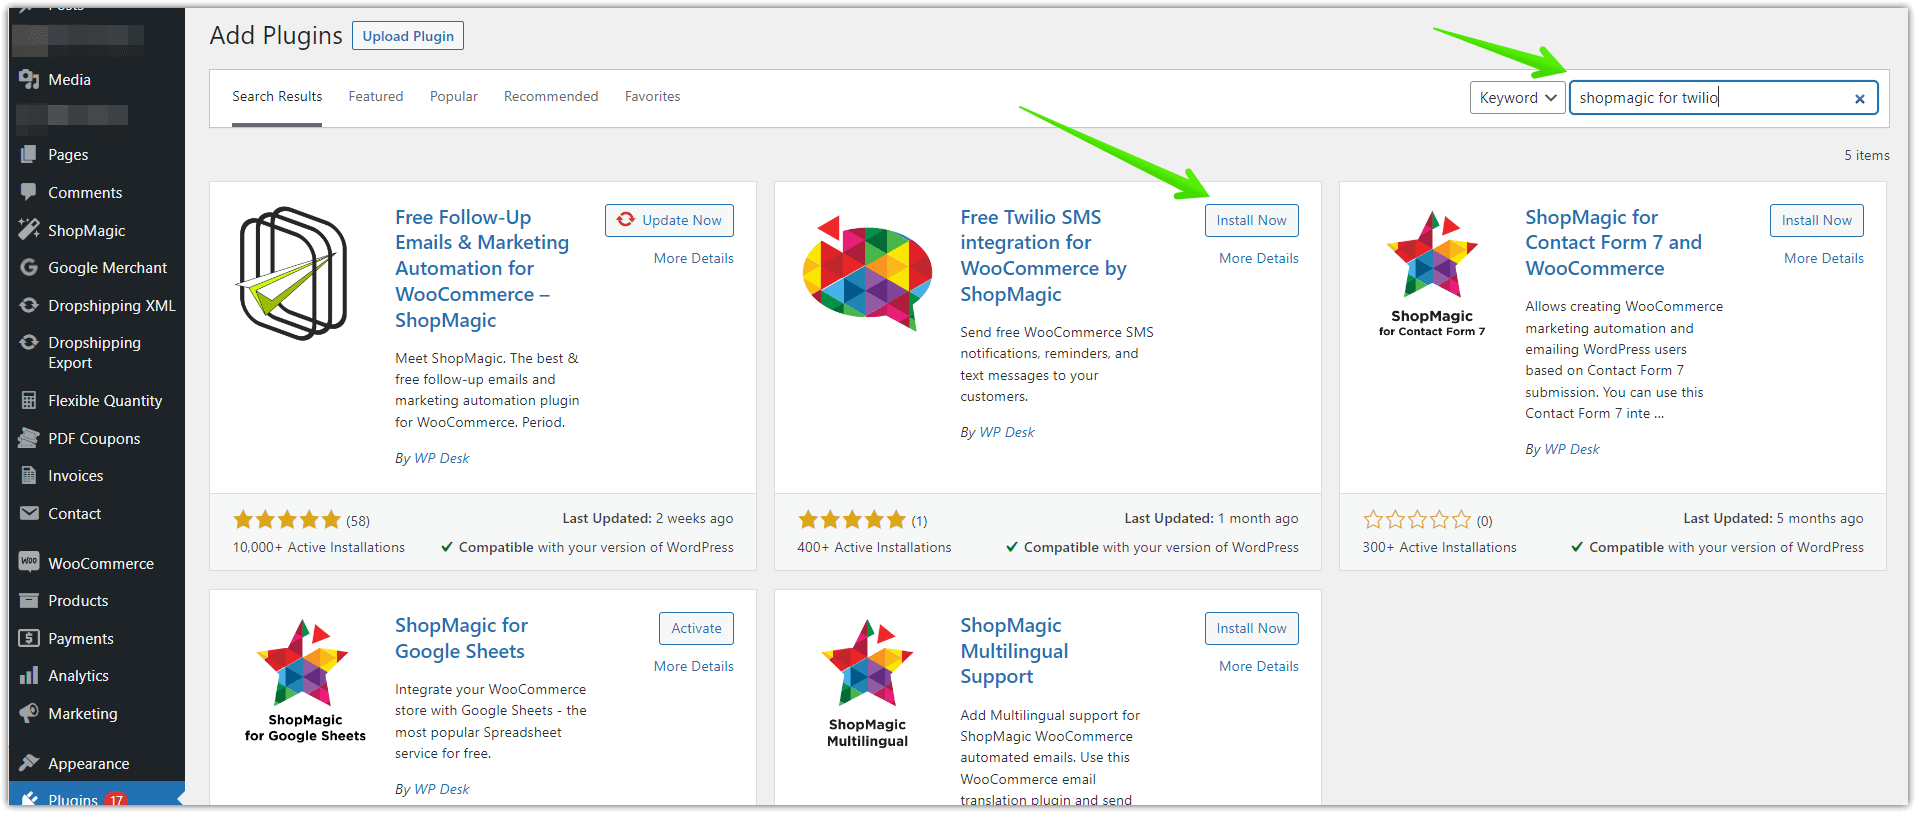 Posts
Media
Pages
Comments
ShopMagic
Google Merchant
Dropshipping XML
Dropshipping
Export
Flexible Quantity
PDF Coupons
Invoices
Contact
WooCommerce
Products
Payments
Analytics
Marketing
Appearance
Plugins 17
Add Plugins Upload Plugin
Search Results Featured Popular Recommended Favorites Keyword shopmagic for twilio
5 items
Free Follow-Up
Emails & Marketing
Automation for
WooCommerce –
ShopMagic
Update Now
More Details
Meet ShopMagic. The best &
free follow-up emails and
marketing automation plugin
for WooCommerce. Period.
By WP Desk
(58)
Last Updated: 2 weeks ago
10,000+ Active Installations
Compatible with your version of WordPress
Free Twilio SMS
integration for
WooCommerce by
ShopMagic
Install Now
More Details
Send free WooCommerce SMS
notifications, reminders, and
text messages to your
customers.
By WP Desk
(1)
Last Updated: 1 month ago
400+ Active Installations
Compatible with your version of WordPress
ShopMagic
for Contact Form 7
ShopMagic for
Contact Form 7 and
WooCommerce
Install Now
More Details
Allows creating WooCommerce
marketing automation and
emailing WordPress users
based on Contact Form 7
submission. You can use this
Contact Form 7 inte ...
By WP Desk
(0)
Last Updated: 5 months ago
300+ Active Installations
Compatible with your version of WordPress
ShopMagic
for Google Sheets
ShopMagic for
Google Sheets
Activate
More Details
Integrate your WooCommerce
store with Google Sheets - the
most popular Spreadsheet
service for free.
By WP Desk
ShopMagic
Multilingual
ShopMagic
Multilingual
Support
Install Now
More Details
Add Multilingual support for
ShopMagic WooCommerce
automated emails. Use this
WooCommerce email
translation plugin and send